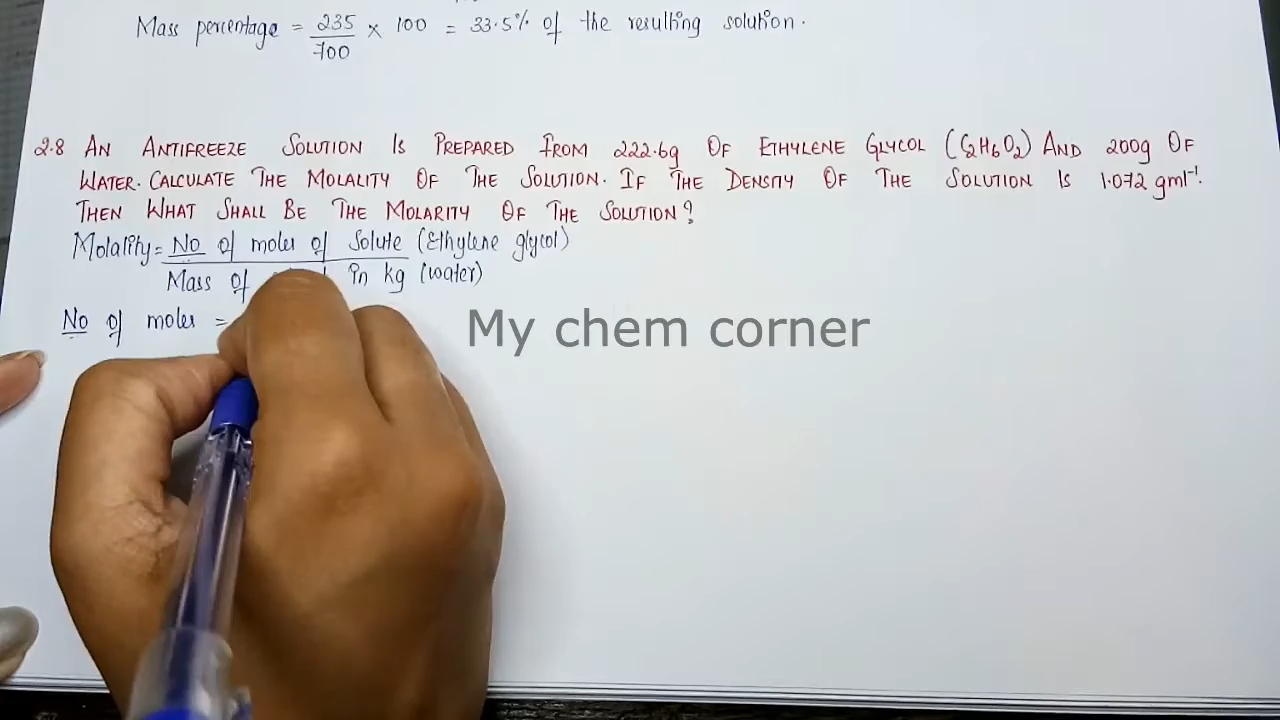 Mass percentage = 235/700 × 100 = 33.5% of the resulting solution.
2.8 AN ANTIFREEZE SOLUTION IS PREPARED FROM 222.6g OF ETHYLENE GLYCOL (C2H6O2) AND 200g OF
WATER. CALCULATE THE MOLALITY OF THE SOLUTION. IF THE DENSITY OF THE SOLUTION IS 1.072 gml⁻¹.
THEN WHAT SHALL BE THE MOLARITY OF THE SOLUTION?
Molality = No of moles of Solute (Ethylene glycol)
Mass of in kg (water)
No of moles =
My chem corner